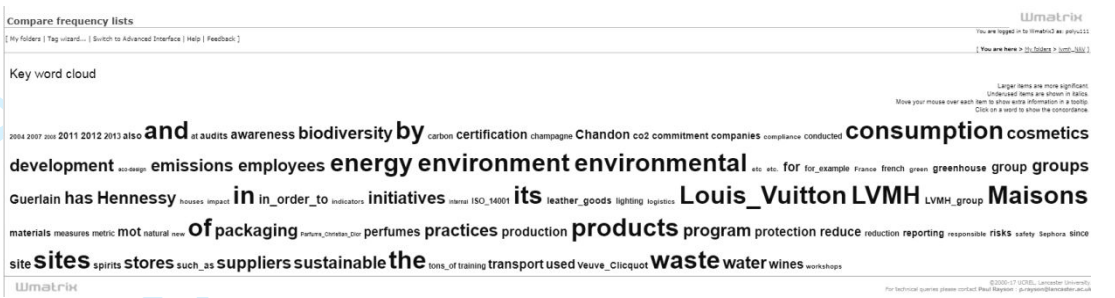 Compare frequency lists
Wmatrix
[ My folders | Tag wizard... | Switch to Advanced Interface | Help | Feedback ]
You are logged in to Wmatrix3 as: polyu111
[ You are here > My folders > lvmh_NAV ]
Key word cloud
Larger items are more significant.
Underused items are shown in italics.
Move your mouse over each item to show extra information in a tooltip.
Click on a word to show the concordance.
2004 2007 2008 2011 2012 2013 also and at audits awareness biodiversity by carbon certification champagne Chandon co2 commitment companies compliance conducted consumption cosmetics
development eco-design emissions employees energy environment environmental etc etc. for for_example France french green greenhouse group groups
Guerlain has Hennessy houses impact in in_order_to indicators initiatives internal ISO_14001 its leather_goods lighting logistics Louis_Vuitton LVMH LVMH_group Maisons
materials measures metric mot natural new of packaging Parfums_Christian_Dior perfumes practices production products program protection reduce reduction reporting responsible risks safety Sephora since
site sites spirits stores such_as suppliers sustainable the tons_of training transport used Veuve_Clicquot waste water wines workshops
Wmatrix
©2000-17 UCREL, Lancaster University
For technical queries please contact Paul Rayson : p.rayson@lancaster.ac.uk